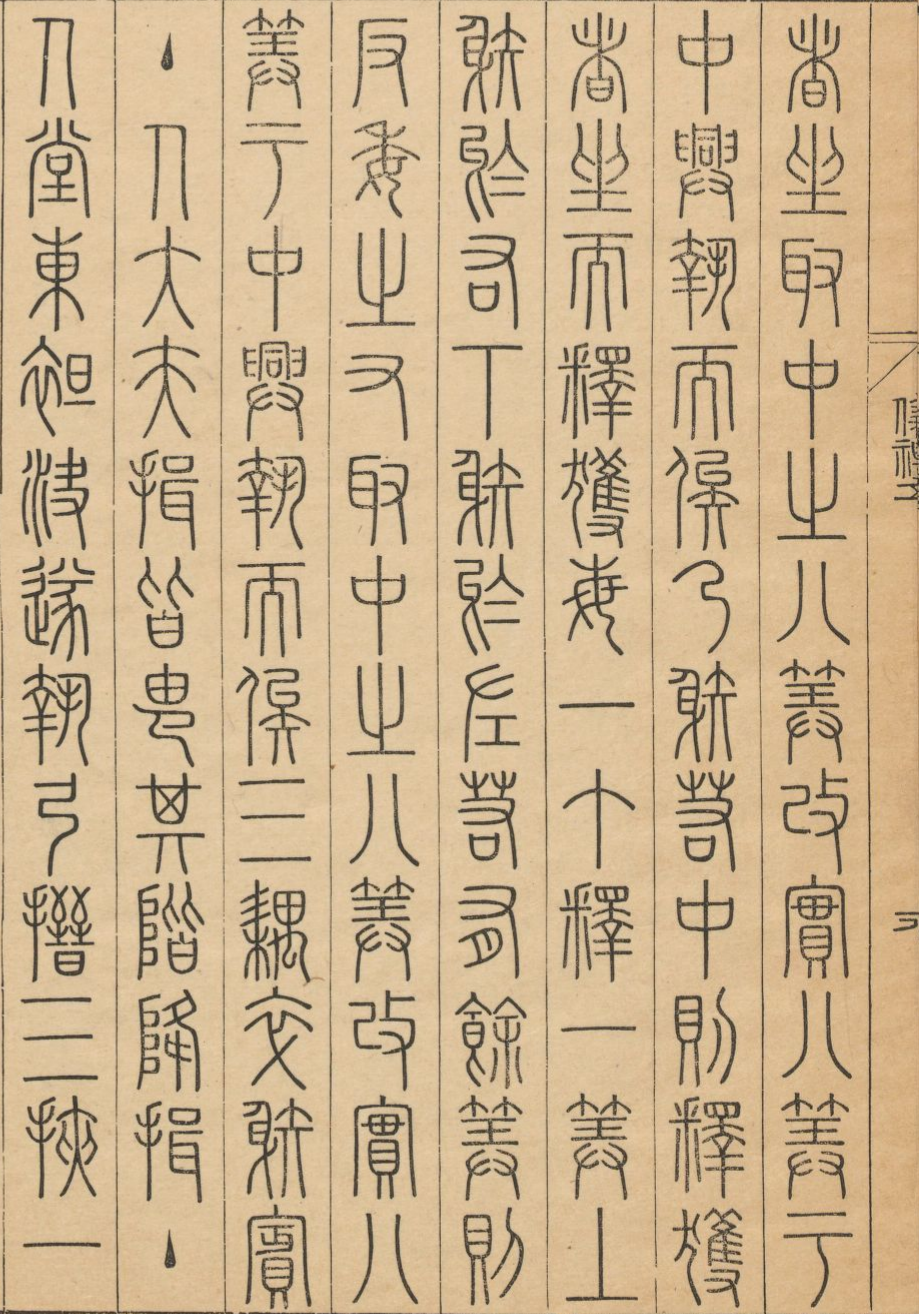 儀禮
者坐取中之八筭改實八筭于
中興執而俟乃射若中則釋獲
者坐而釋獲每一个釋一筭上
射於右下射於左若有餘筭則
反委之又取中之八筭改實八
筭于中興執而俟三耦卒射賓
主人大夫揖皆由其階降揖主
人堂東袒決遂執弓搢三挾一